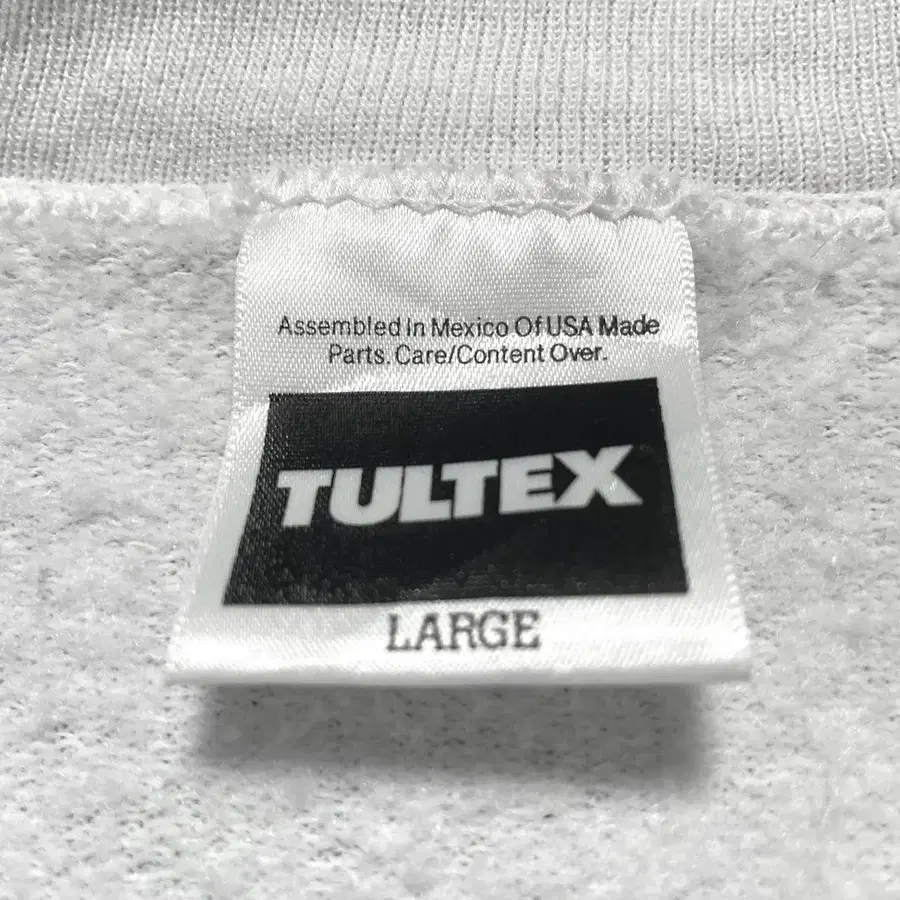 Assembled In Mexico Of USA Made
Parts. Care/Content Over.
TULTEX
LARGE